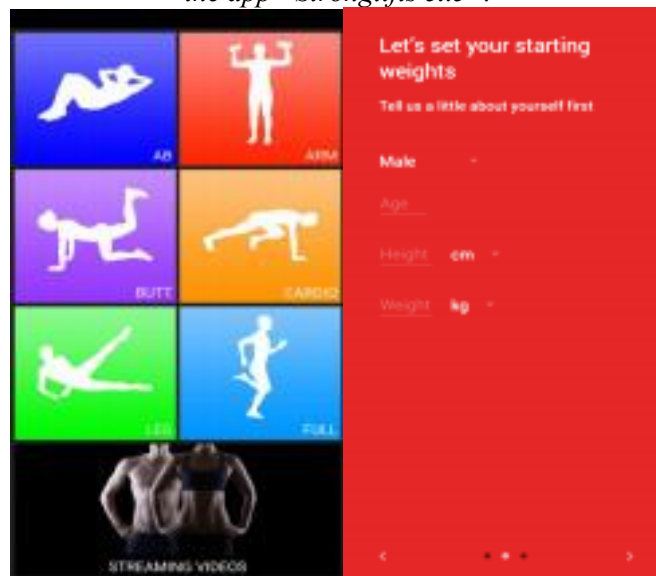 AB
ARM
BUTT
CARDIO
LEG
FULL
STREAMING VIDEOS
Let's set your starting
weights
Tell us a little about yourself first
Male
Age
Height cm
Weight kg